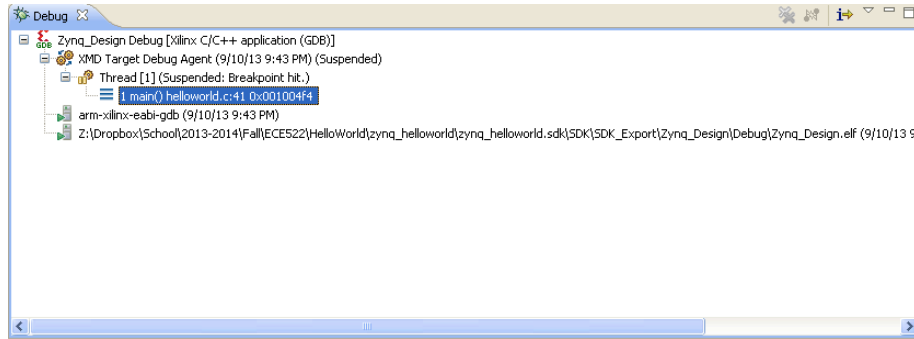 Debug
Zynq_Design Debug [Xilinx C/C++ application (GDB)]
GDB
XMD Target Debug Agent (9/10/13 9:43 PM) (Suspended)
Thread [1] (Suspended: Breakpoint hit.)
1 main() helloworld.c:41 0x001004f4
arm-xilinx-eabi-gdb (9/10/13 9:43 PM)
Z:\Dropbox\School\2013-2014\Fall\ECE522\HelloWorld\zynq_helloworld\zynq_helloworld.sdk\SDK\SDK_Export\Zynq_Design\Debug\Zynq_Design.elf (9/10/13 9